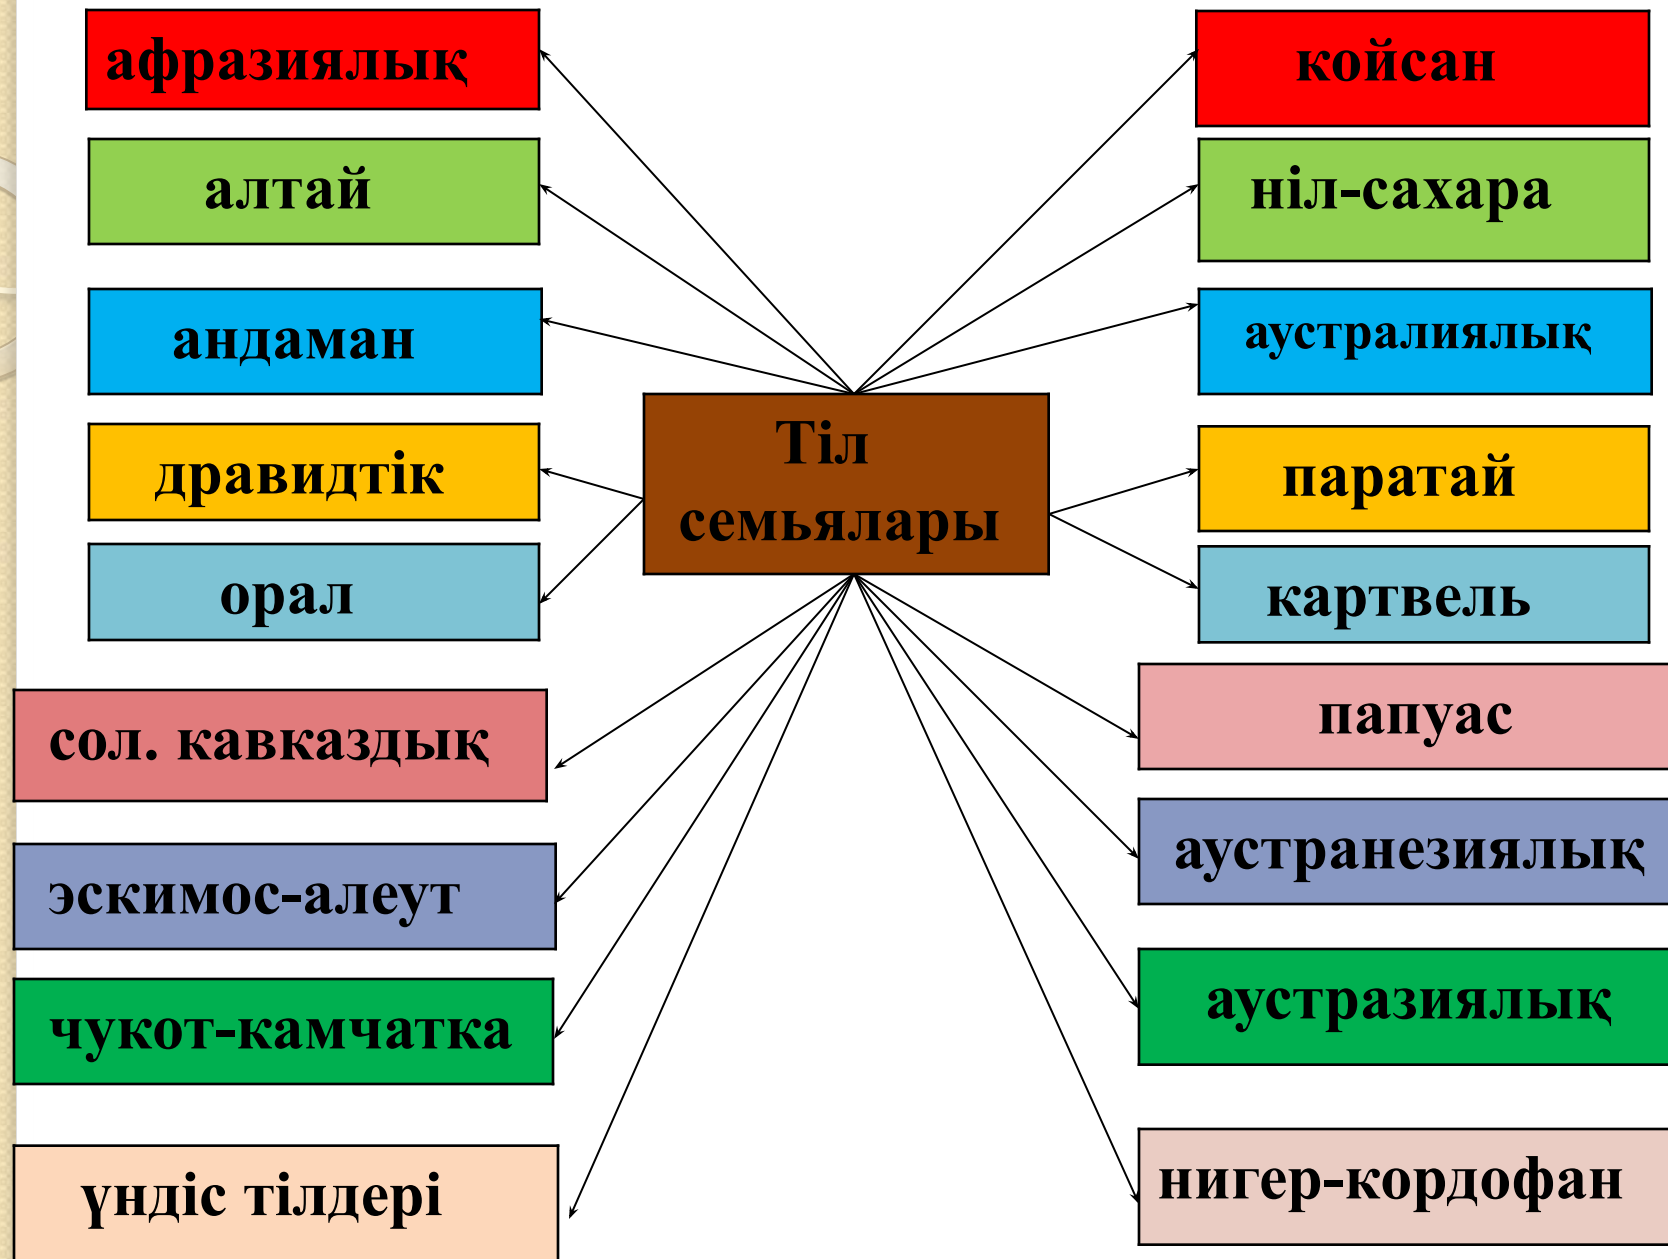 афразиялық
койсан
алтай
ніл-сахара
андаман
аустралиялық
Тіл
семьялары
дравидтік
паратай
орал
картвель
сол. кавказдық
папуас
эскимос-алеут
аустранезиялық
чукот-камчатка
аустразиялық
үндіс тілдері
нигер-кордофан